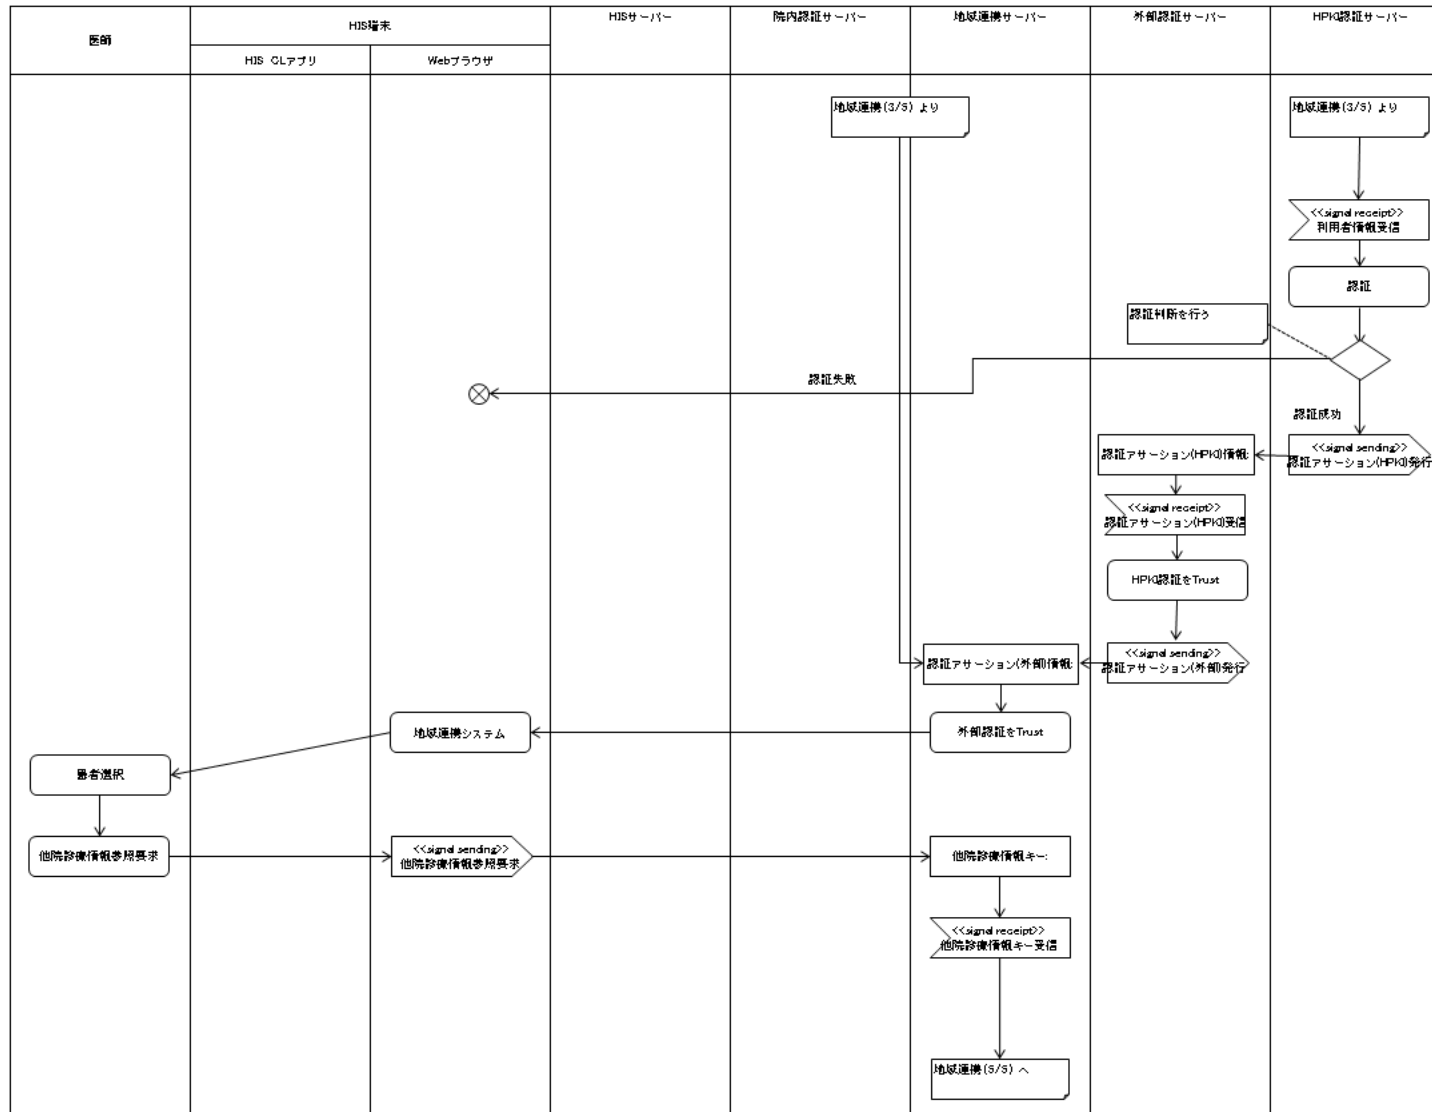 医師
HIS端末
HISサーバー
院内認証サーバー
地域連携サーバー
外部認証サーバー
HPKI認証サーバー
HIS CLアプリ
Webブラウザ
地域連携(3/5) より
地域連携(3/5) より
<<signal receipt>>
利用者情報受信
認証
認証判断を行う
認証失敗
認証成功
<<signal sending>>
認証アサーション(HPKI)発行
認証アサーション(HPKI)情報:
<<signal receipt>>
認証アサーション(HPKI)受信
HPKI認証をTrust
<<signal sending>>
認証アサーション(外部)発行
認証アサーション(外部)情報:
外部認証をTrust
地域連携システム
患者選択
他院診療情報参照要求
<<signal sending>>
他院診療情報参照要求
他院診療情報キー:
<<signal receipt>>
他院診療情報キー受信
地域連携(5/5) へ